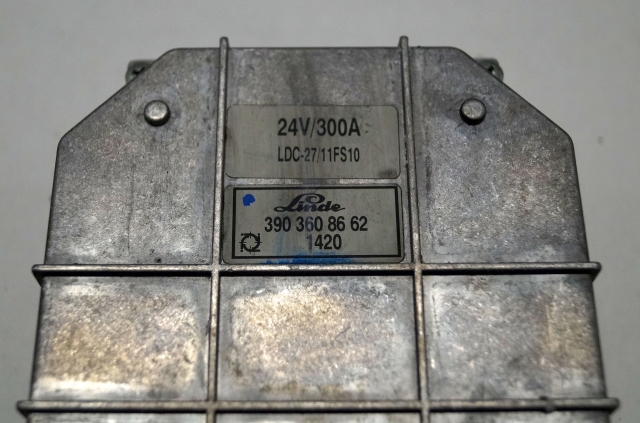 24V/300A
LDC-27/11FS10
Linde
390 360 86 62
1420